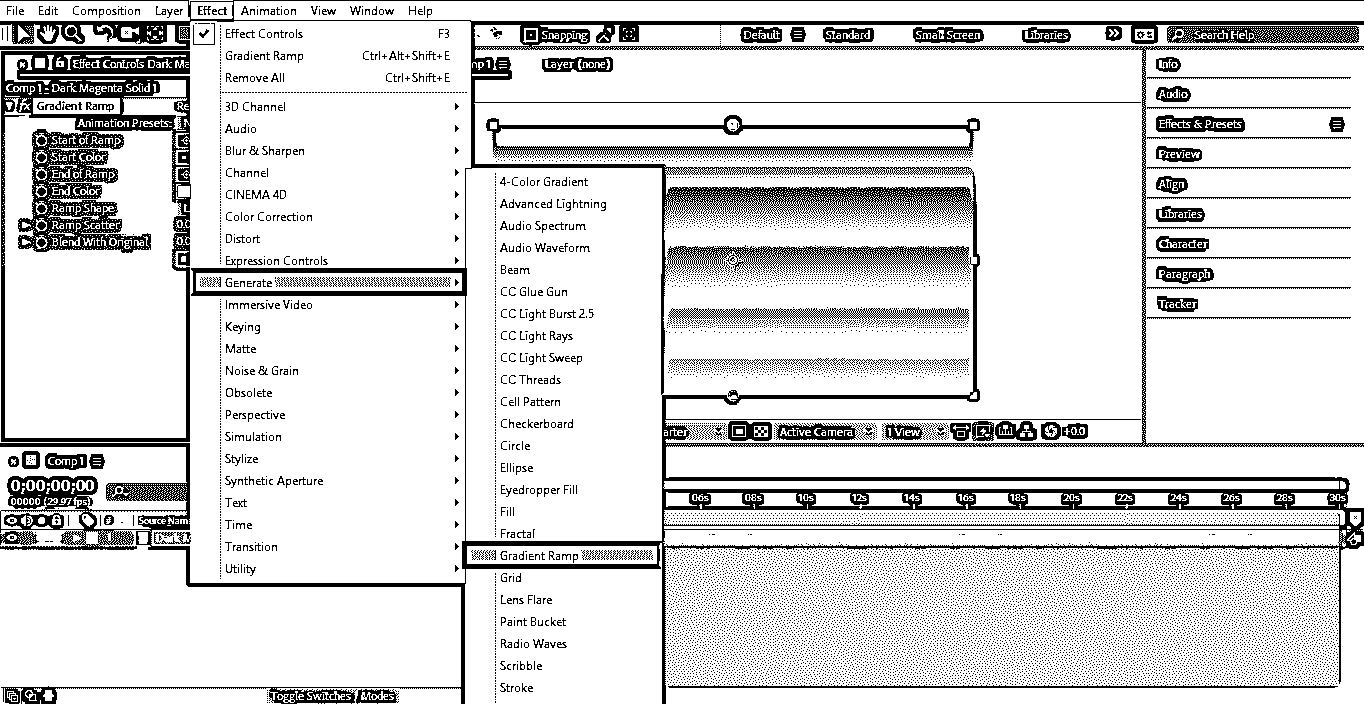 File Edit Composition Layer Effect Animation View Window Help
Snapping Default Standard Small Screen Libraries Search Help
Effect Controls F3
Gradient Ramp Ctrl+Alt+Shift+E
Remove All Ctrl+Shift+E
3D Channel
Audio
Blur & Sharpen
Channel
CINEMA 4D
Color Correction
Distort
Expression Controls
Generate
Immersive Video
Keying
Matte
Noise & Grain
Obsolete
Perspective
Simulation
Stylize
Synthetic Aperture
Text
Time
Transition
Utility
4-Color Gradient
Advanced Lightning
Audio Spectrum
Audio Waveform
Beam
CC Glue Gun
CC Light Burst 2.5
CC Light Rays
CC Light Sweep
CC Threads
Cell Pattern
Checkerboard
Circle
Ellipse
Eyedropper Fill
Fill
Fractal
Gradient Ramp
Grid
Lens Flare
Paint Bucket
Radio Waves
Scribble
Stroke
Effect Controls Dark Ma
Comp 1 - Dark Magenta Solid 1
fx Gradient Ramp Re
Animation Presets:
Start of Ramp
Start Color
End of Ramp
End Color
Ramp Shape
Ramp Scatter 0.0
Blend With Original 0.0
mp 1 Layer (none)
Info
Audio
Effects & Presets
Preview
Align
Libraries
Character
Paragraph
Tracker
arter Active Camera 1 View +0.0
Comp 1
0;00;00;00
00000 (29.97 fps)
# Source Nam
06s 08s 10s 12s 14s 16s 18s 20s 22s 24s 26s 28s 30s
Toggle Switches / Modes